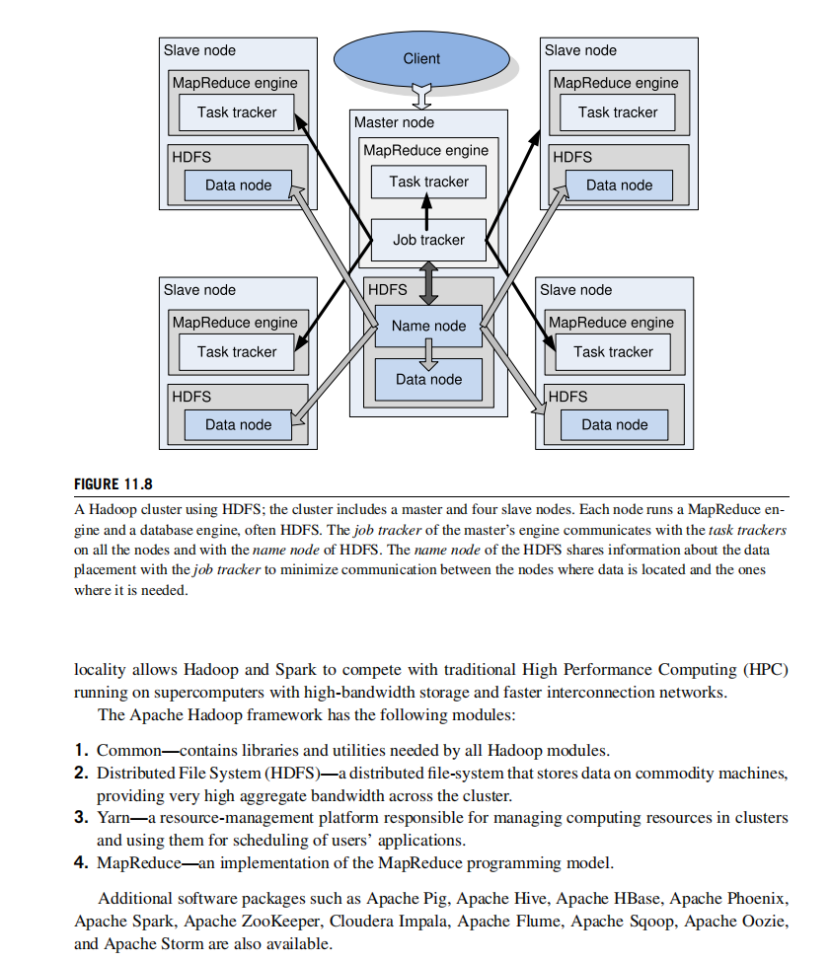 Slave node
MapReduce engine
Task tracker
HDFS
Data node
Client
Master node
MapReduce engine
Task tracker
Job tracker
HDFS
Name node
Data node
Slave node
MapReduce engine
Task tracker
HDFS
Data node
Slave node
MapReduce engine
Task tracker
HDFS
Data node
Slave node
MapReduce engine
Task tracker
HDFS
Data node
FIGURE 11.8
A Hadoop cluster using HDFS; the cluster includes a master and four slave nodes. Each node runs a MapReduce en-
gine and a database engine, often HDFS. The job tracker of the master's engine communicates with the task trackers
on all the nodes and with the name node of HDFS. The name node of the HDFS shares information about the data
placement with the job tracker to minimize communication between the nodes where data is located and the ones
where it is needed.
locality allows Hadoop and Spark to compete with traditional High Performance Computing (HPC)
running on supercomputers with high-bandwidth storage and faster interconnection networks.
The Apache Hadoop framework has the following modules:
1. Common—contains libraries and utilities needed by all Hadoop modules.
2. Distributed File System (HDFS)—a distributed file-system that stores data on commodity machines,
providing very high aggregate bandwidth across the cluster.
3. Yarn—a resource-management platform responsible for managing computing resources in clusters
and using them for scheduling of users' applications.
4. MapReduce—an implementation of the MapReduce programming model.
Additional software packages such as Apache Pig, Apache Hive, Apache HBase, Apache Phoenix,
Apache Spark, Apache ZooKeeper, Cloudera Impala, Apache Flume, Apache Sqoop, Apache Oozie,
and Apache Storm are also available.